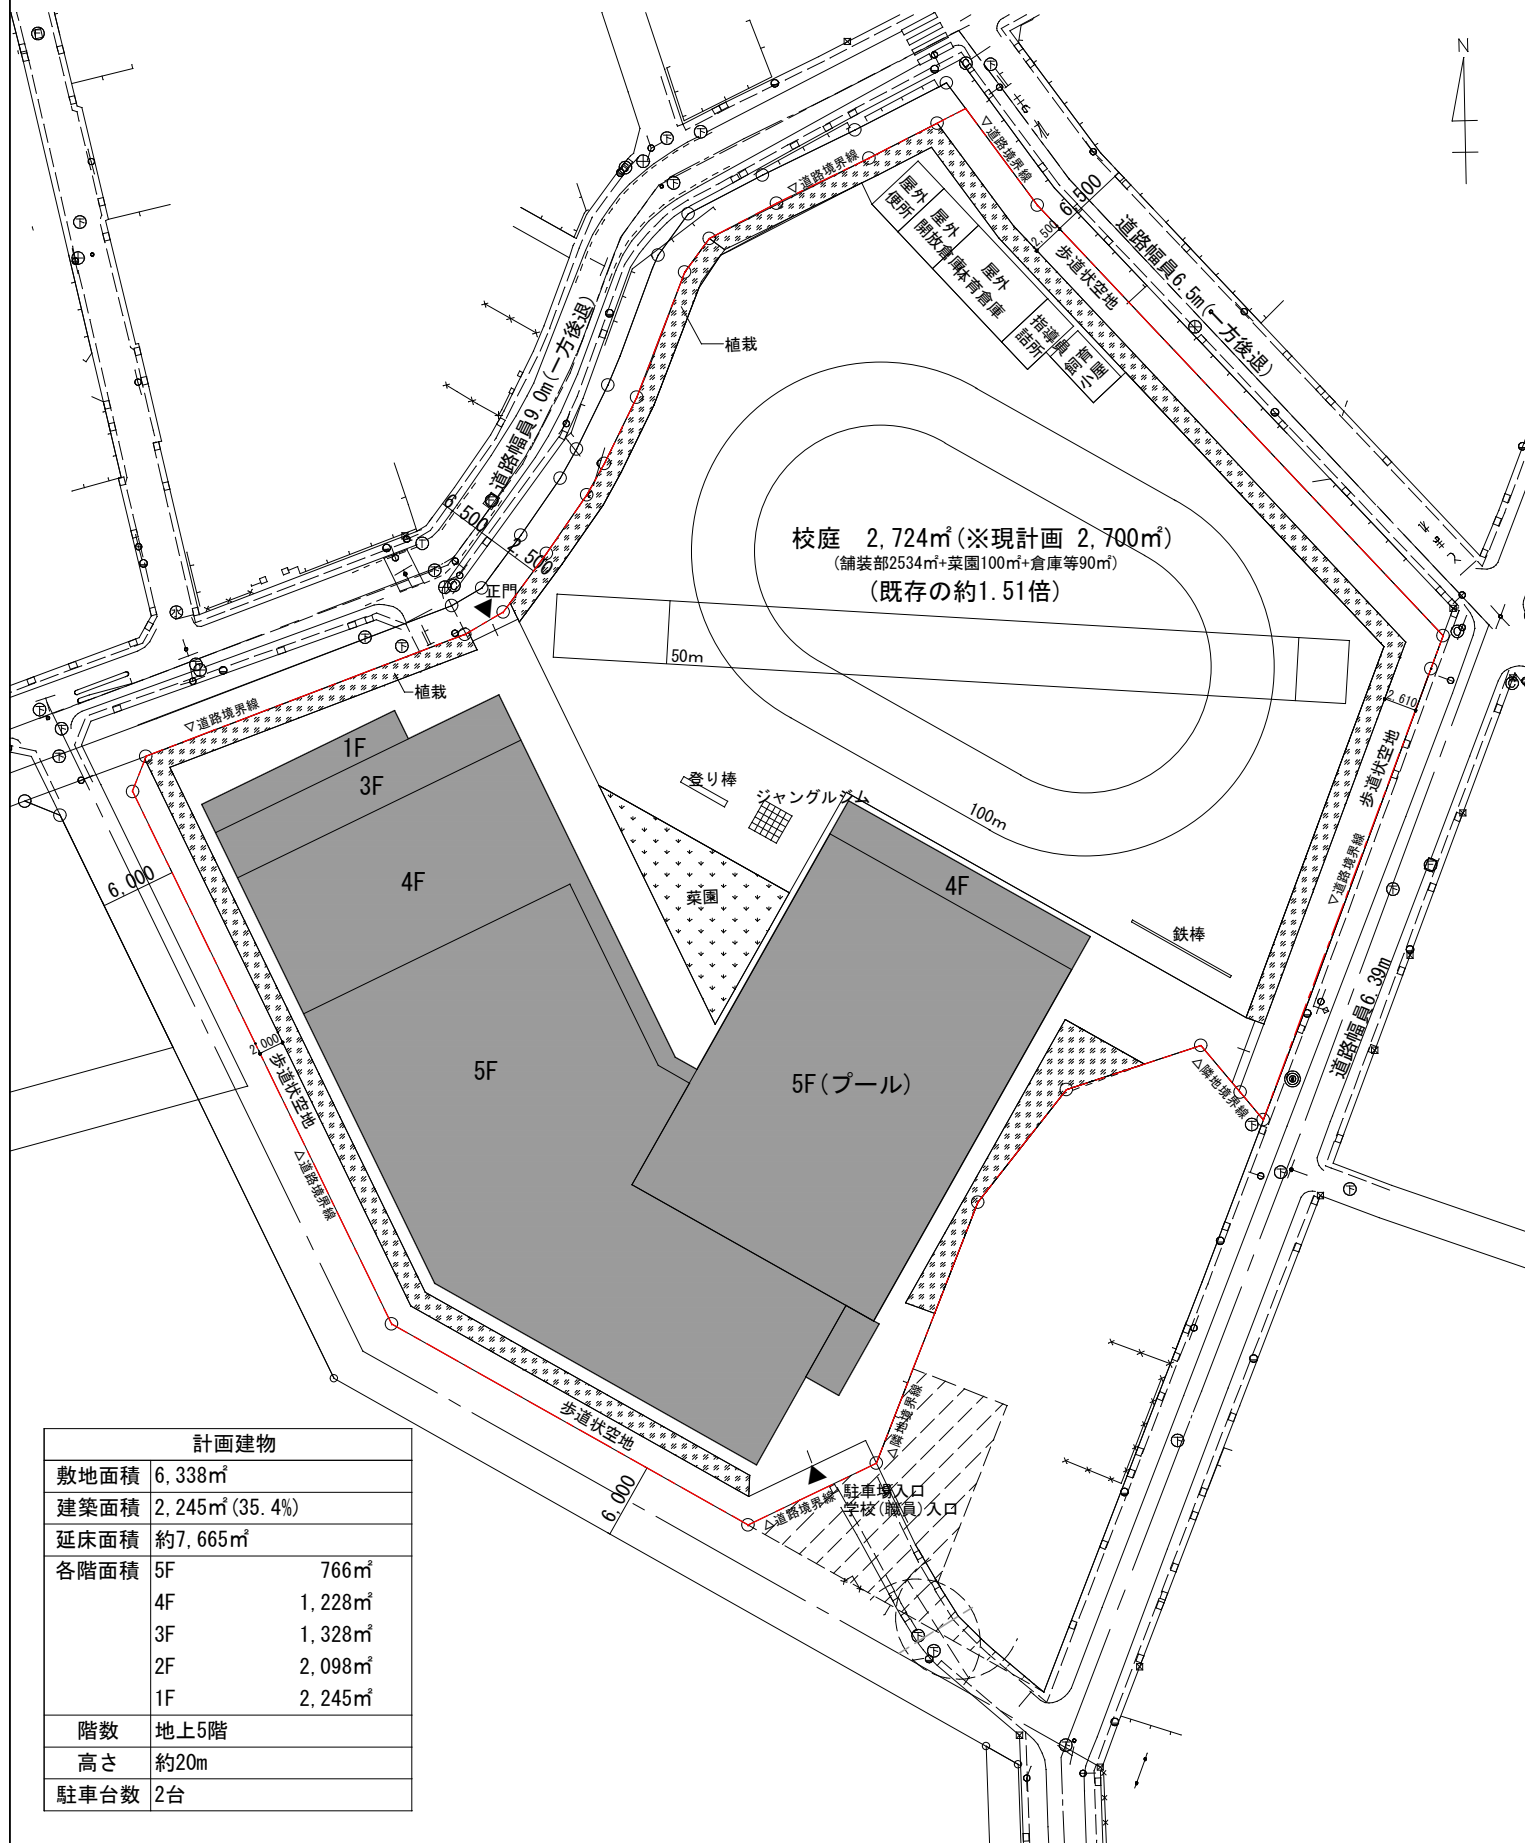 N
▽道路境界線
▽道路境界線
6,500
2,500
道路幅員6.5m(一方後退)
歩道状空地
屋外
便所
屋外
開放倉庫
屋外
体育倉庫
指導員
詰所
飼育
小屋
植栽
道路幅員9.0m(一方後退)
6,500
2,500
正門
校庭 2,724㎡(※現計画 2,700㎡)
(舗装部2534㎡+菜園100㎡+倉庫等90㎡)
(既存の約1.51倍)
50m
100m
植栽
▽道路境界線
2,610
歩道状空地
▽道路境界線
道路幅員6.39m
1F
3F
4F
5F
登り棒
ジャングルジム
菜園
4F
5F(プール)
鉄棒
6,000
2,000
歩道状空地
△道路境界線
△隣地境界線
△隣地境界線
歩道状空地
6,000
△道路境界線
駐車場入口
学校(職員)入口
計画建物
敷地面積 6,338㎡
建築面積 2,245㎡(35.4%)
延床面積 約7,665㎡
各階面積 5F 766㎡
4F 1,228㎡
3F 1,328㎡
2F 2,098㎡
1F 2,245㎡
階数 地上5階
高さ 約20m
駐車台数 2台